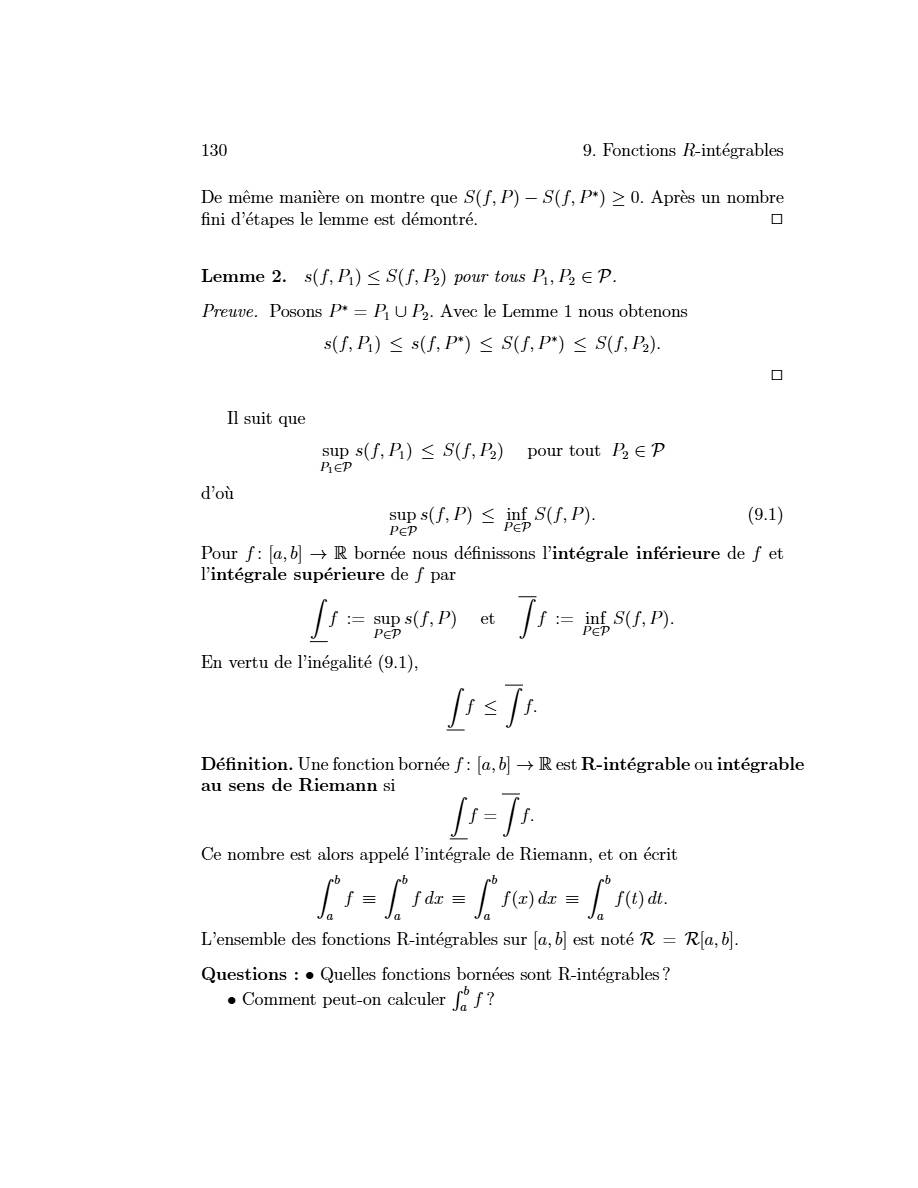 130 9. Fonctions R-intégrables
De même manière on montre que S(f, P) − S(f, P*) ≥ 0. Après un nombre
fini d'étapes le lemme est démontré. □
Lemme 2. s(f, P₁) ≤ S(f, P₂) pour tous P₁, P₂ ∈ 𝒫.
Preuve. Posons P* = P₁ ∪ P₂. Avec le Lemme 1 nous obtenons
s(f, P₁) ≤ s(f, P*) ≤ S(f, P*) ≤ S(f, P₂).
□
Il suit que
sup_{P₁∈𝒫} s(f, P₁) ≤ S(f, P₂) pour tout P₂ ∈ 𝒫
d'où
sup_{P∈𝒫} s(f, P) ≤ inf_{P∈𝒫} S(f, P). (9.1)
Pour f : [a, b] → ℝ bornée nous définissons l'intégrale inférieure de f et
l'intégrale supérieure de f par
\underline{∫} f := sup_{P∈𝒫} s(f, P) et \overline{∫} f := inf_{P∈𝒫} S(f, P).
En vertu de l'inégalité (9.1),
\underline{∫} f ≤ \overline{∫} f.
Définition. Une fonction bornée f : [a, b] → ℝ est R-intégrable ou intégrable
au sens de Riemann si
\underline{∫} f = \overline{∫} f.
Ce nombre est alors appelé l'intégrale de Riemann, et on écrit
∫_a^b f ≡ ∫_a^b f dx ≡ ∫_a^b f(x) dx ≡ ∫_a^b f(t) dt.
L'ensemble des fonctions R-intégrables sur [a, b] est noté ℛ = ℛ[a, b].
Questions : • Quelles fonctions bornées sont R-intégrables ?
• Comment peut-on calculer ∫_a^b f ?